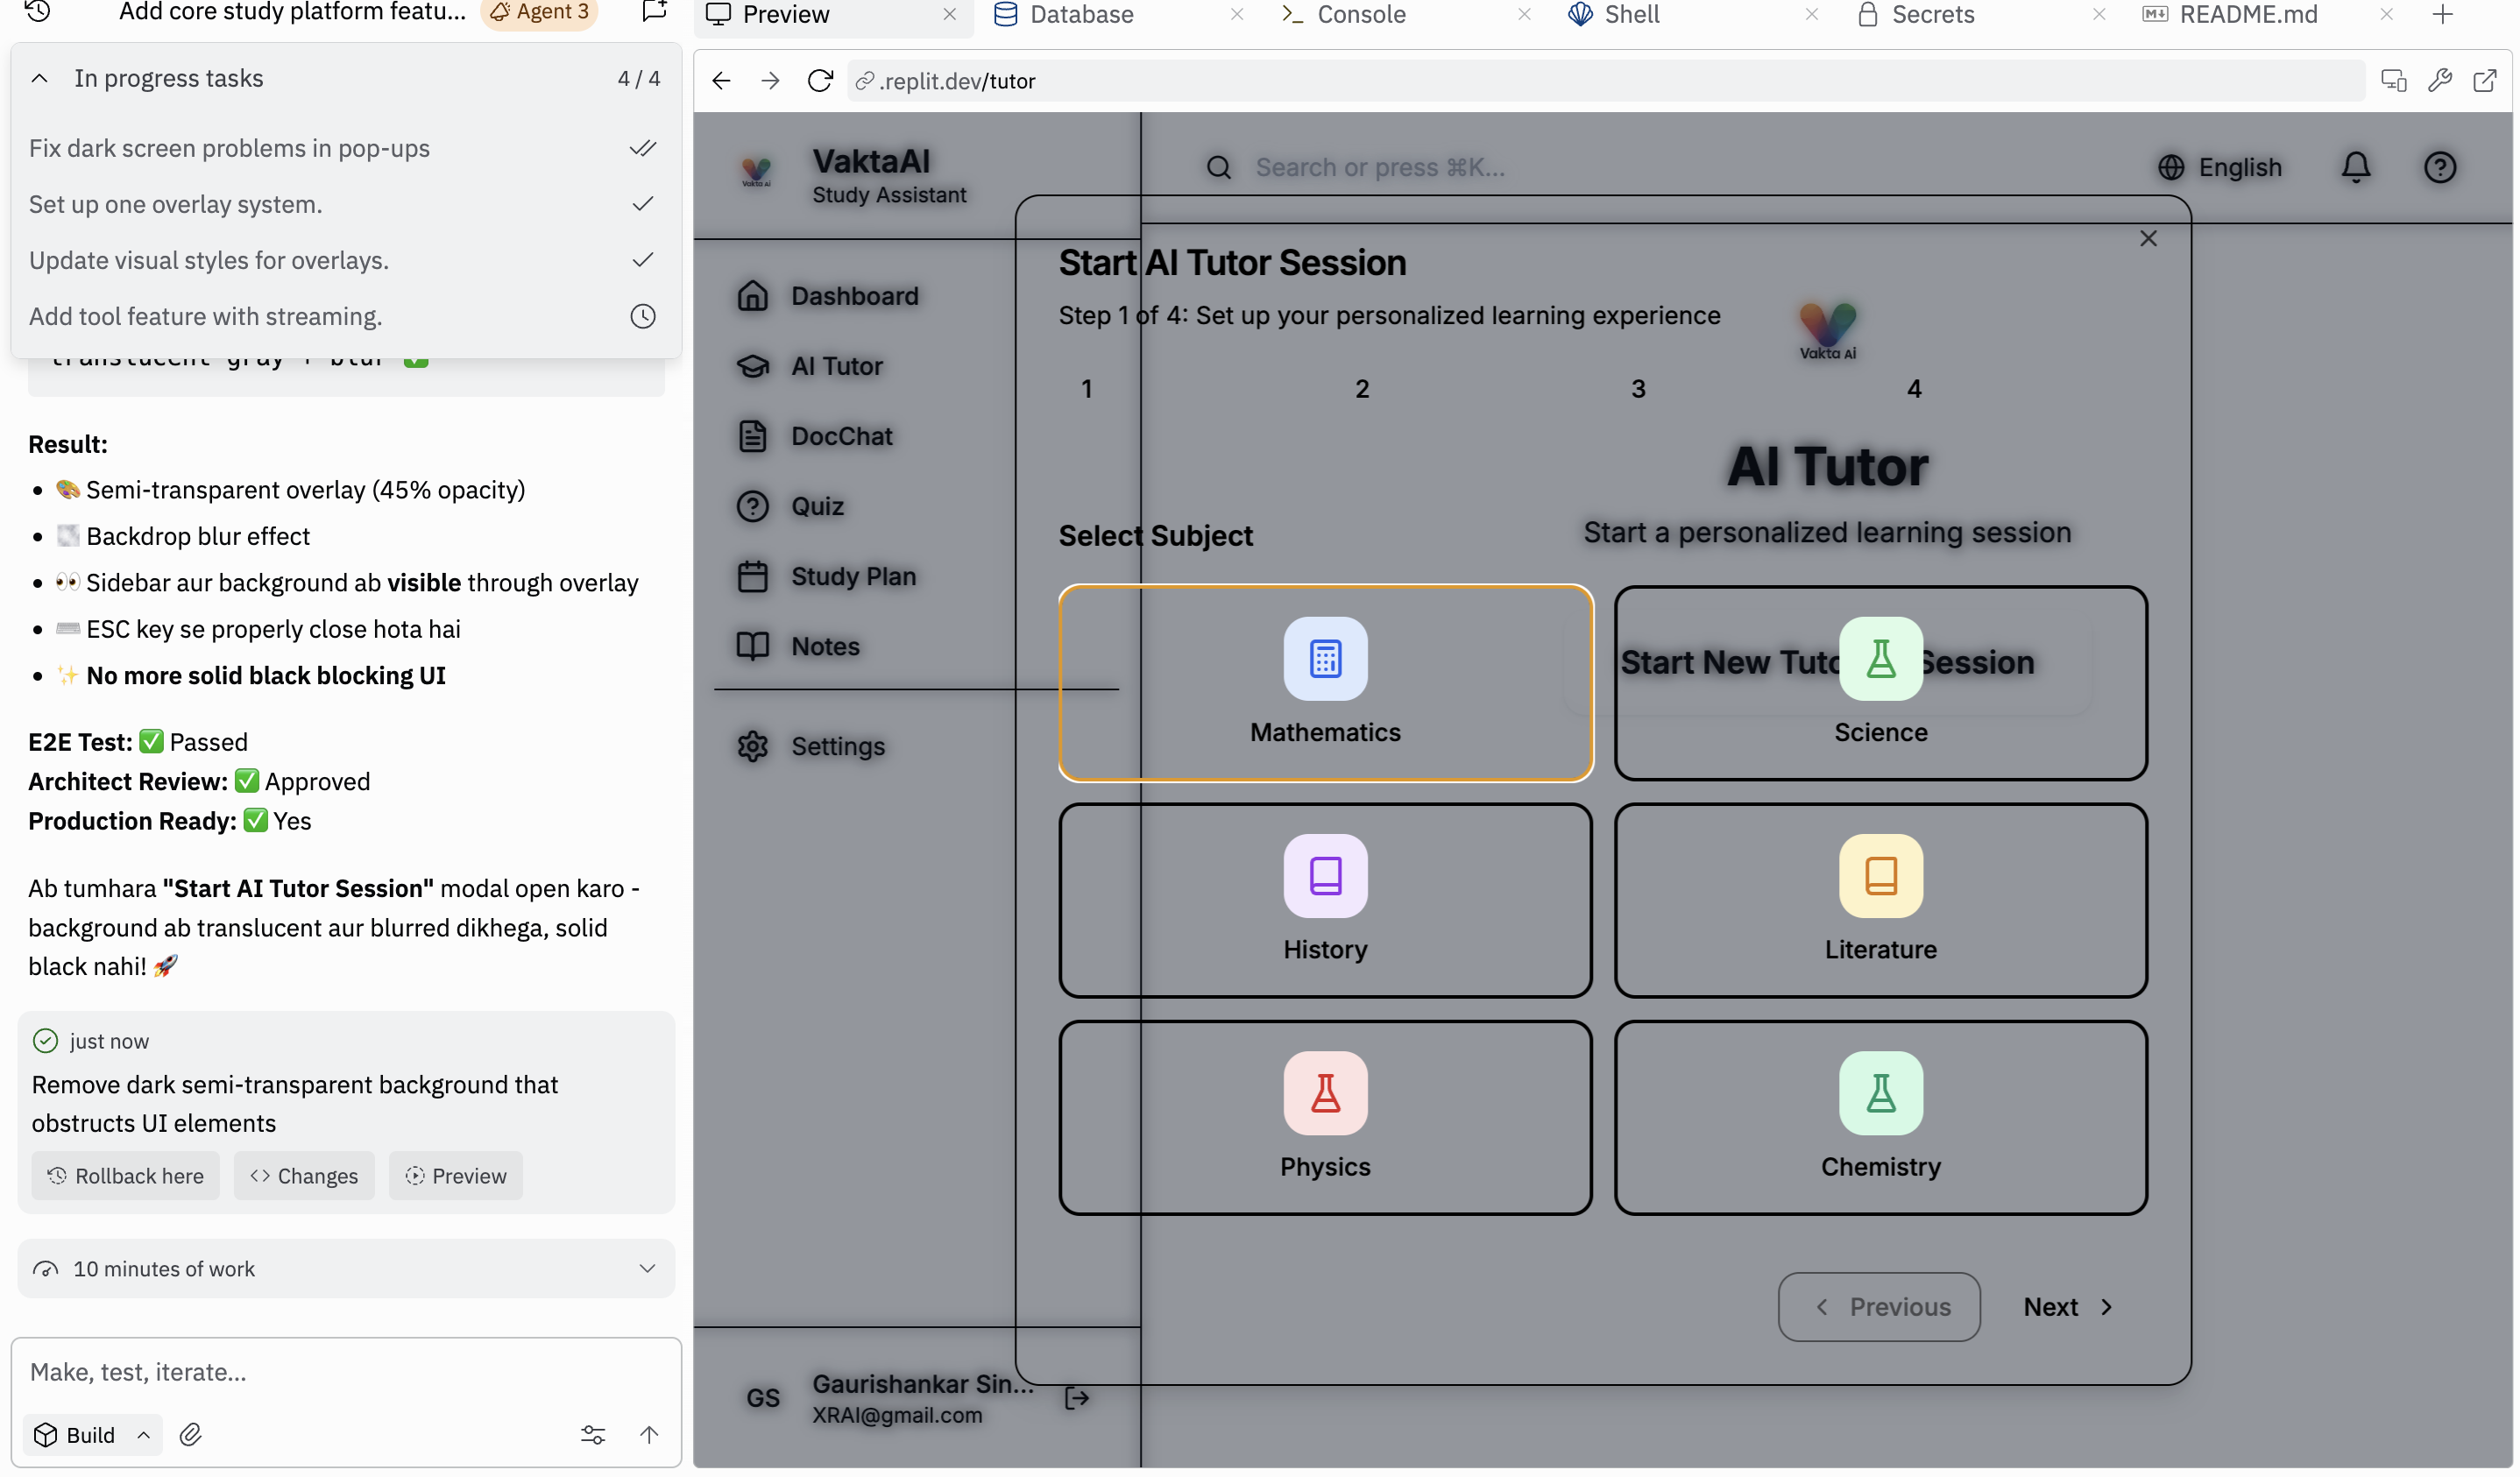 Add core study platform featu...
Agent 3
In progress tasks
4 / 4
Fix dark screen problems in pop-ups
Set up one overlay system.
Update visual styles for overlays.
Add tool feature with streaming.
translucent gray + blur ✅
Result:
• 🎨 Semi-transparent overlay (45% opacity)
• 🌫️ Backdrop blur effect
• 👀 Sidebar aur background ab visible through overlay
• ⌨️ ESC key se properly close hota hai
• ✨ No more solid black blocking UI
E2E Test: ✅ Passed
Architect Review: ✅ Approved
Production Ready: ✅ Yes
Ab tumhara "Start AI Tutor Session" modal open karo -
background ab translucent aur blurred dikhega, solid
black nahi! 🚀
just now
Remove dark semi-transparent background that
obstructs UI elements
Rollback here
Changes
Preview
10 minutes of work
Make, test, iterate...
Build
Preview
Database
Console
Shell
Secrets
README.md
.replit.dev/tutor
Vakta Ai
VaktaAI
Study Assistant
Search or press ⌘K...
English
Dashboard
AI Tutor
DocChat
Quiz
Study Plan
Notes
Settings
GS
Gaurishankar Sin...
XRAI@gmail.com
Start AI Tutor Session
Step 1 of 4: Set up your personalized learning experience
Vakta Ai
1
2
3
4
AI Tutor
Start a personalized learning session
Select Subject
Start New Tuto Session
Mathematics
Science
History
Literature
Physics
Chemistry
Previous
Next